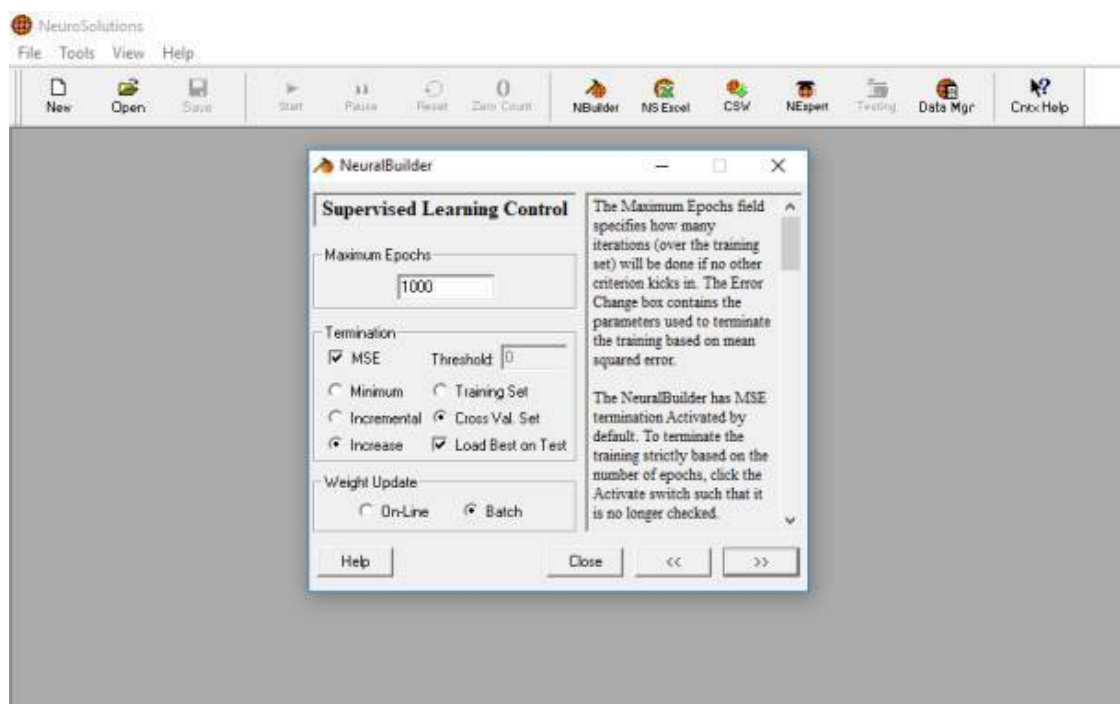 NeuroSolutions
File Tools View Help
New Open Save Start Pause Reset Zero Count NBuilder NS Excel CSW NExpert Testing Data Mgr Cntx Help
0
NeuralBuilder
Supervised Learning Control
Maximum Epochs
1000
Termination
MSE Threshold: 0
Minimum Training Set
Incremental Cross Val. Set
Increase Load Best on Test
Weight Update
On-Line Batch
The Maximum Epochs field
specifies how many
iterations (over the training
set) will be done if no other
criterion kicks in. The Error
Change box contains the
parameters used to terminate
the training based on mean
squared error.
The NeuralBuilder has MSE
termination Activated by
default. To terminate the
training strictly based on the
number of epochs, click the
Activate switch such that it
is no longer checked.
Help Close << >>